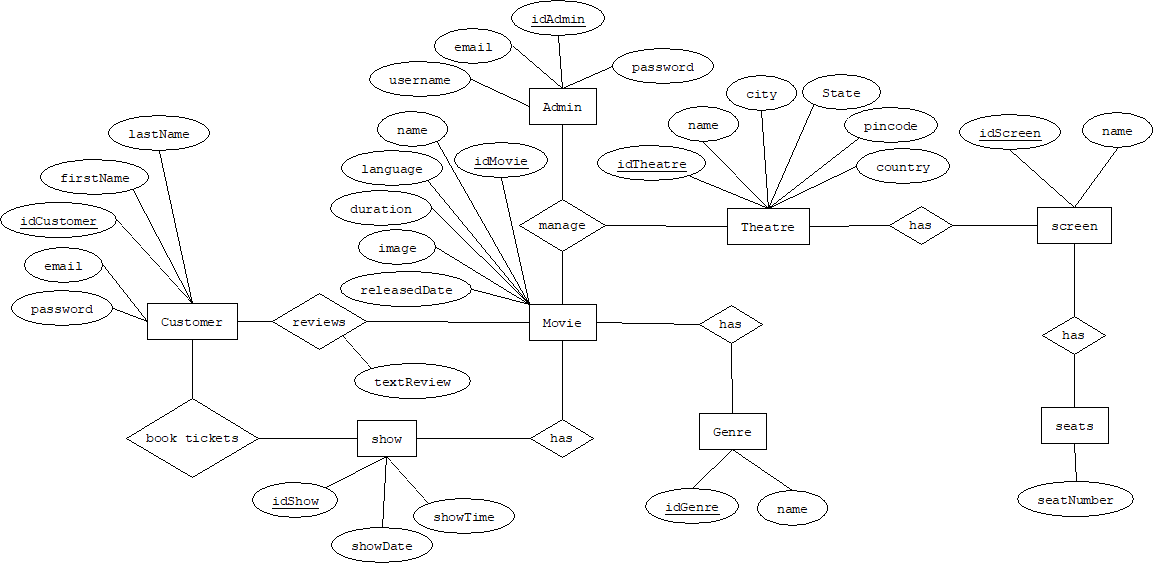 idAdmin
email
password
username
Admin
city
State
name
pincode
idScreen
name
name
lastName
language
idMovie
idTheatre
country
firstName
duration
idCustomer
manage
Theatre
has
screen
image
email
releasedDate
password
Customer
reviews
Movie
has
has
textReview
book tickets
show
has
Genre
seats
idShow
showTime
idGenre
name
seatNumber
showDate